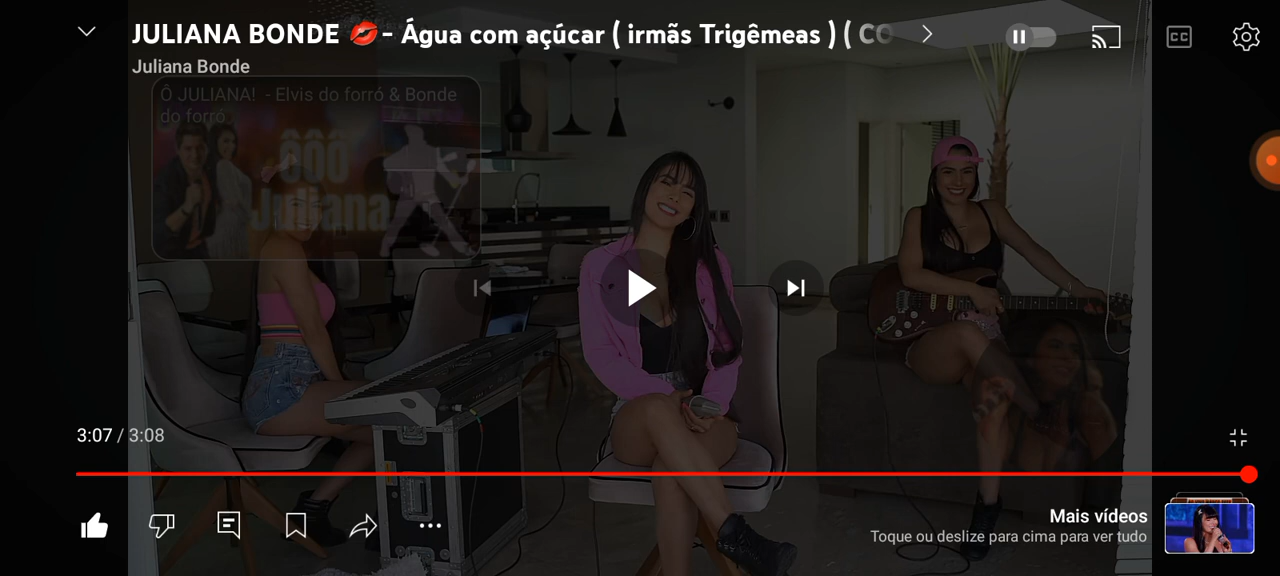 JULIANA BONDE 💋- Água com açúcar ( irmãs Trigêmeas ) ( CO
Juliana Bonde
CC
Ô JULIANA! - Elvis do forró & Bonde
do forró
ÔÔÔ
Juliana
3:07 / 3:08
Mais vídeos
Toque ou deslize para cima para ver tudo